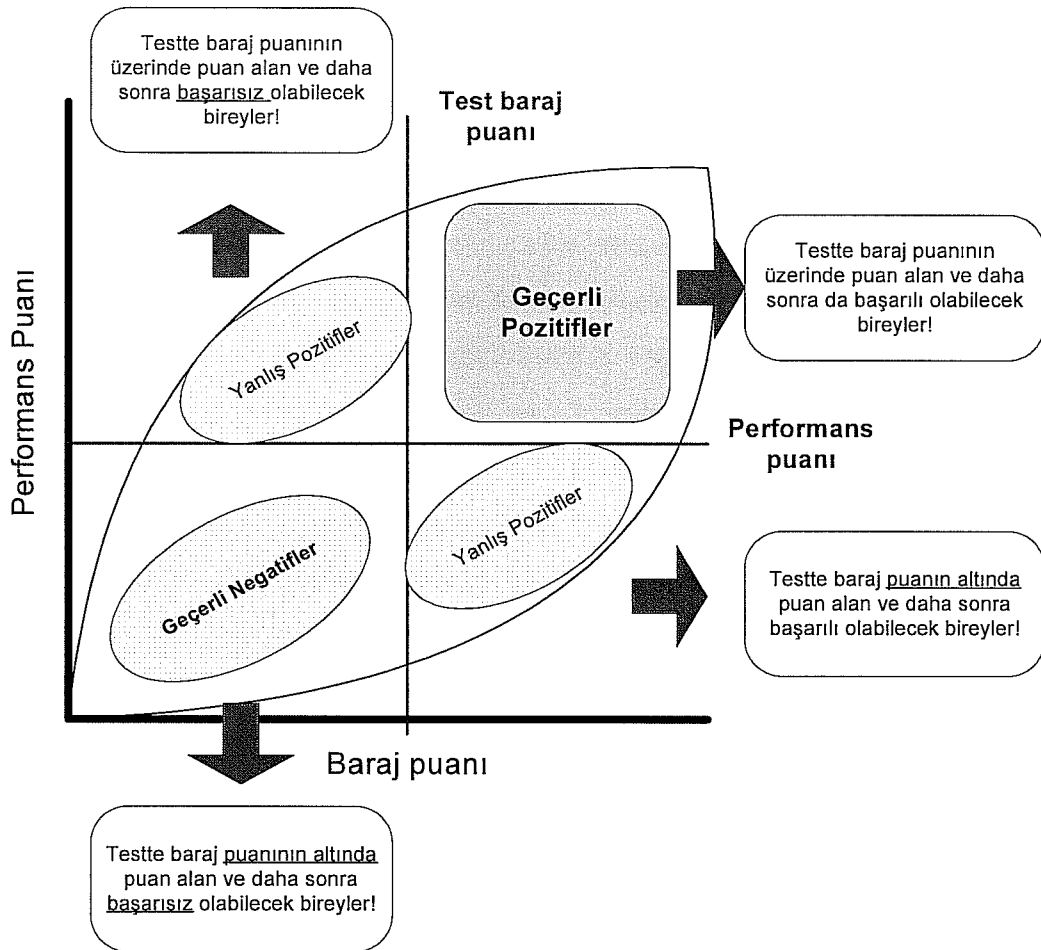 Testte baraj puanının
üzerinde puan alan ve daha
sonra başarısız olabilecek
bireyler!
Test baraj
puanı
Performans Puanı
Yanlış Pozitifler
Geçerli
Pozitifler
Testte baraj puanının
üzerinde puan alan ve daha
sonra da başarılı olabilecek
bireyler!
Performans
puanı
Geçerli Negatifler
Yanlış Pozitifler
Testte baraj puanın altında
puan alan ve daha sonra
başarılı olabilecek bireyler!
Baraj puanı
Testte baraj puanının altında
puan alan ve daha sonra
başarısız olabilecek bireyler!